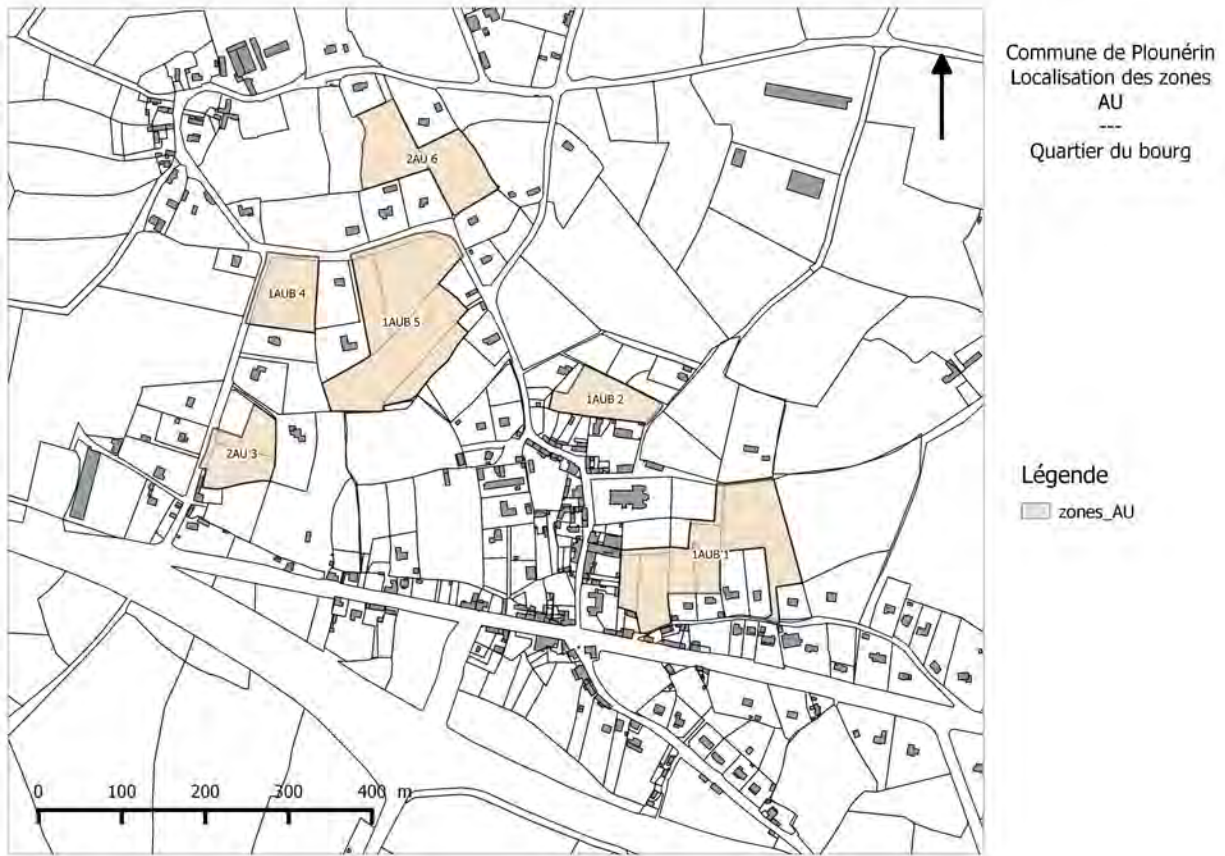 Commune de Plounérin
Localisation des zones
AU
---
Quartier du bourg
2AU 6
1AUB 4
1AUB 5
1AUB 2
2AU 3
1AUB 1
Légende
zones_AU
0 100 200 300 400 m